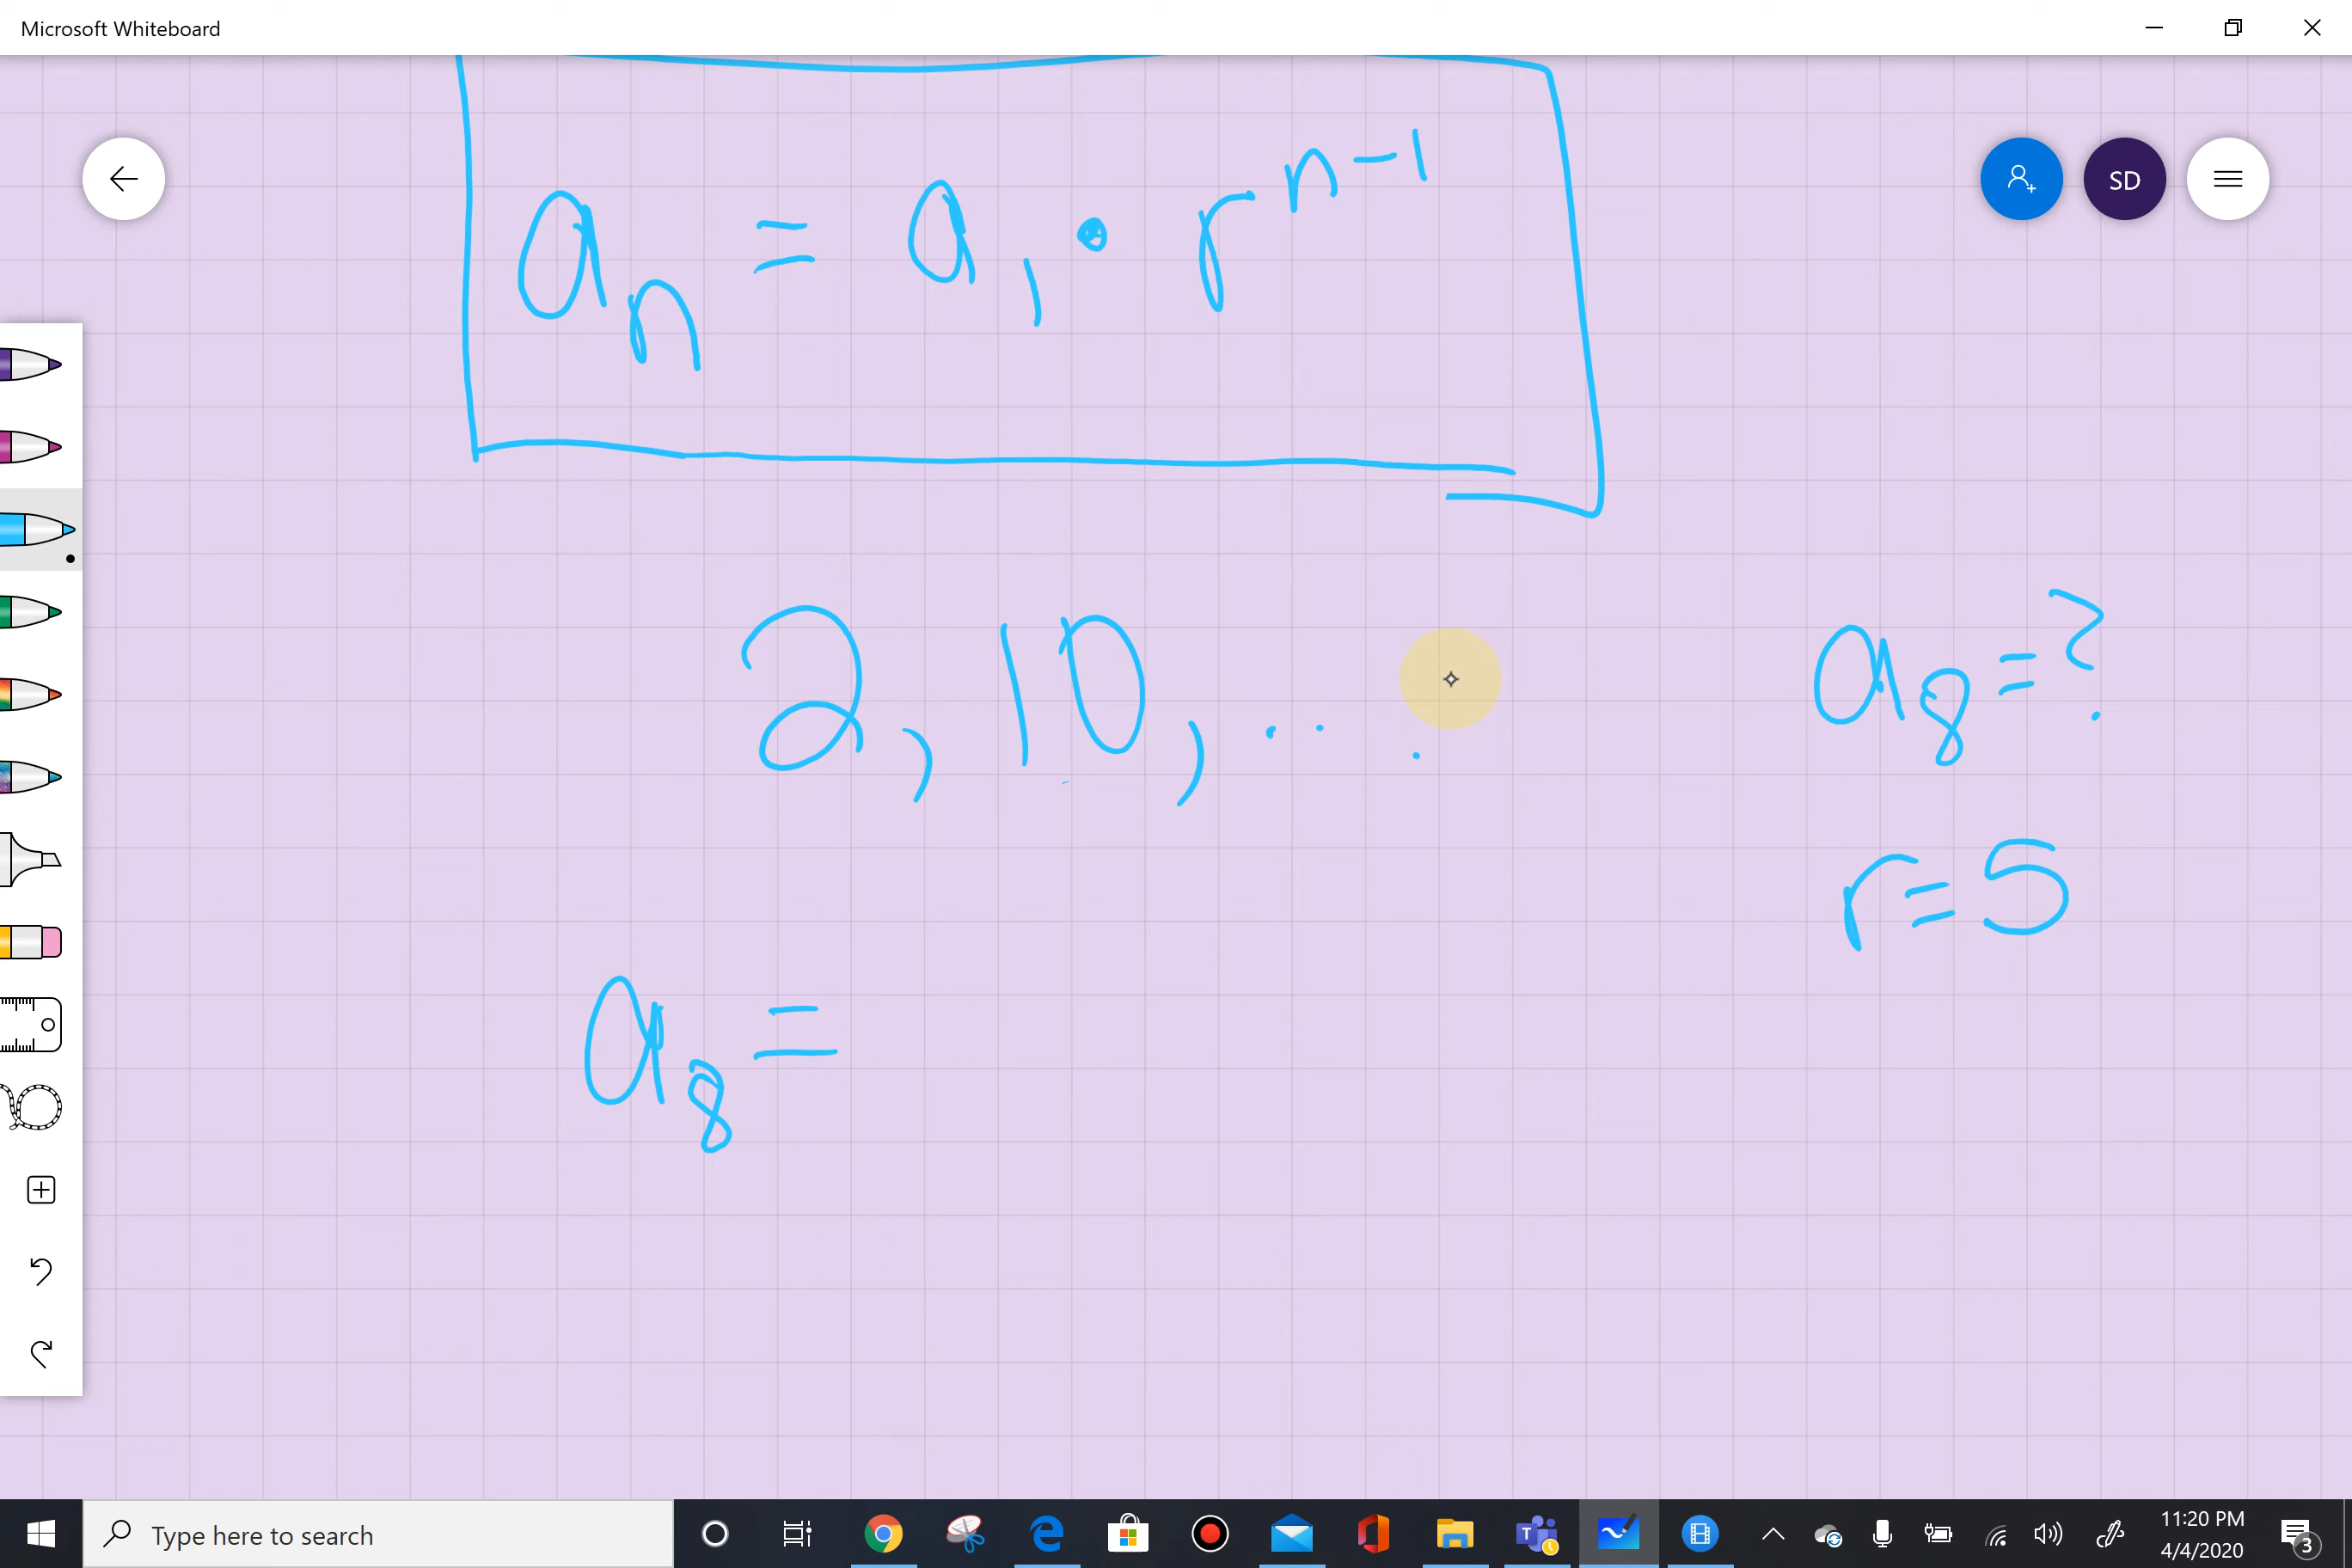 Microsoft Whiteboard
SD
aₙ = a₁ • rⁿ⁻¹
2, 10, ....
a₈ = ?
r = 5
a₈ =
Type here to search
11:20 PM
4/4/2020
3